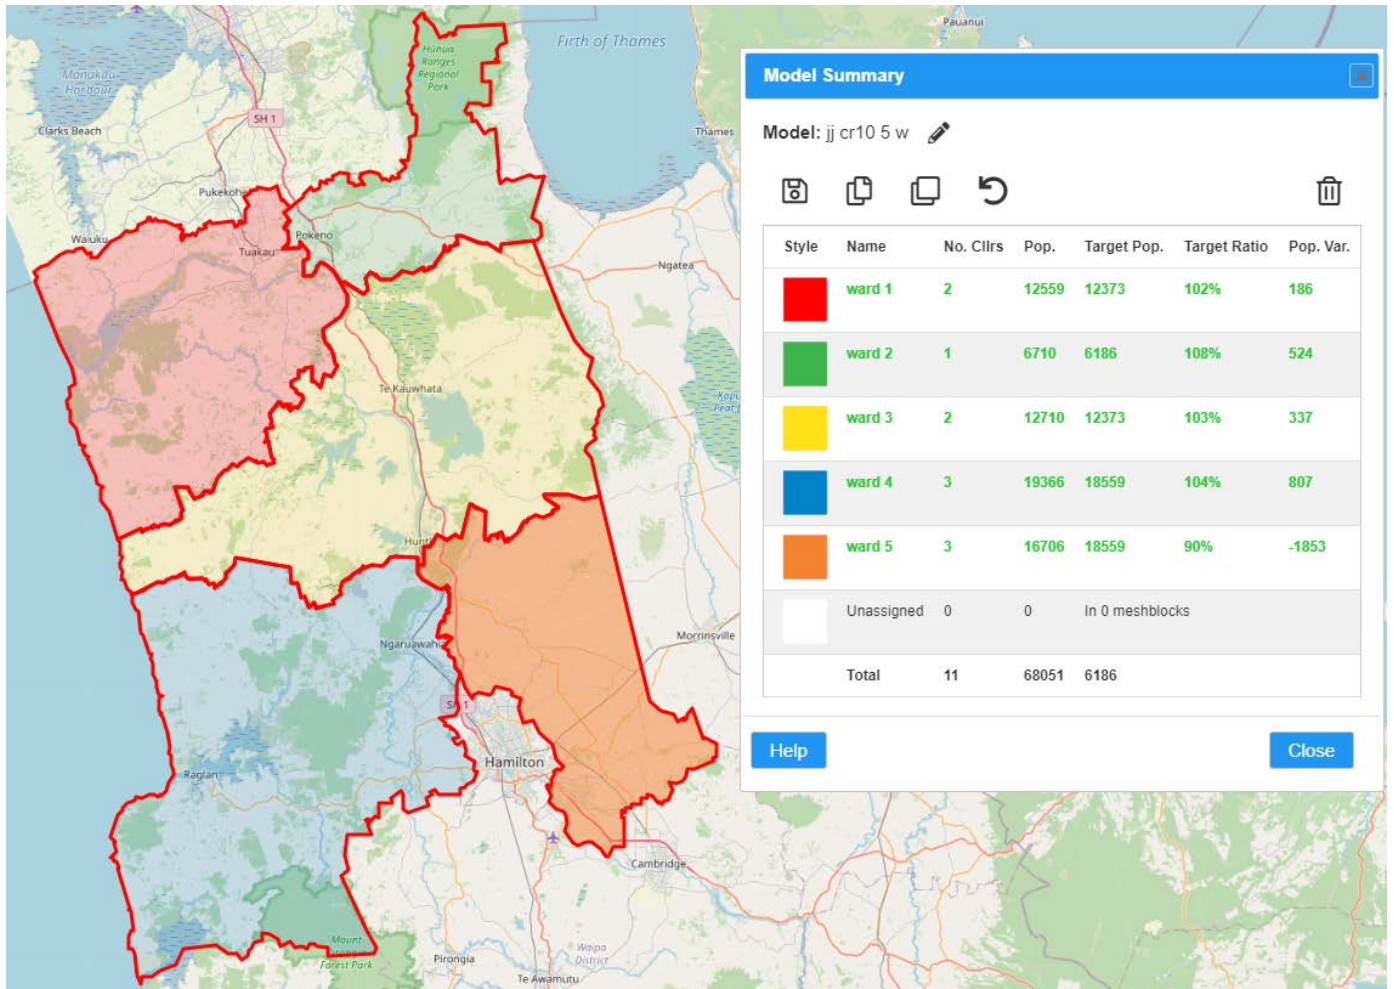 Pauanui
Firth of Thames
Hunua
Ranges
Regional
Park
Manukau
Harbour
SH 1
Clarks Beach
Thames
Pukekohe
Waiuku
Tuakau
Pokeno
Ngatea
Te Kauwhata
Hunt
Ngaruawahia
Morrinsville
SH 1
Hamilton
Raglan
Cambridge
Mount
Forest Park
Pirongia
Waipa
District
Te Awamutu
Model Summary
Model: jj cr10 5 w
Style Name No. Cllrs Pop. Target Pop. Target Ratio Pop. Var.
ward 1 2 12559 12373 102% 186
ward 2 1 6710 6186 108% 524
ward 3 2 12710 12373 103% 337
ward 4 3 19366 18559 104% 807
ward 5 3 16706 18559 90% -1853
Unassigned 0 0 In 0 meshblocks
Total 11 68051 6186
Help
Close